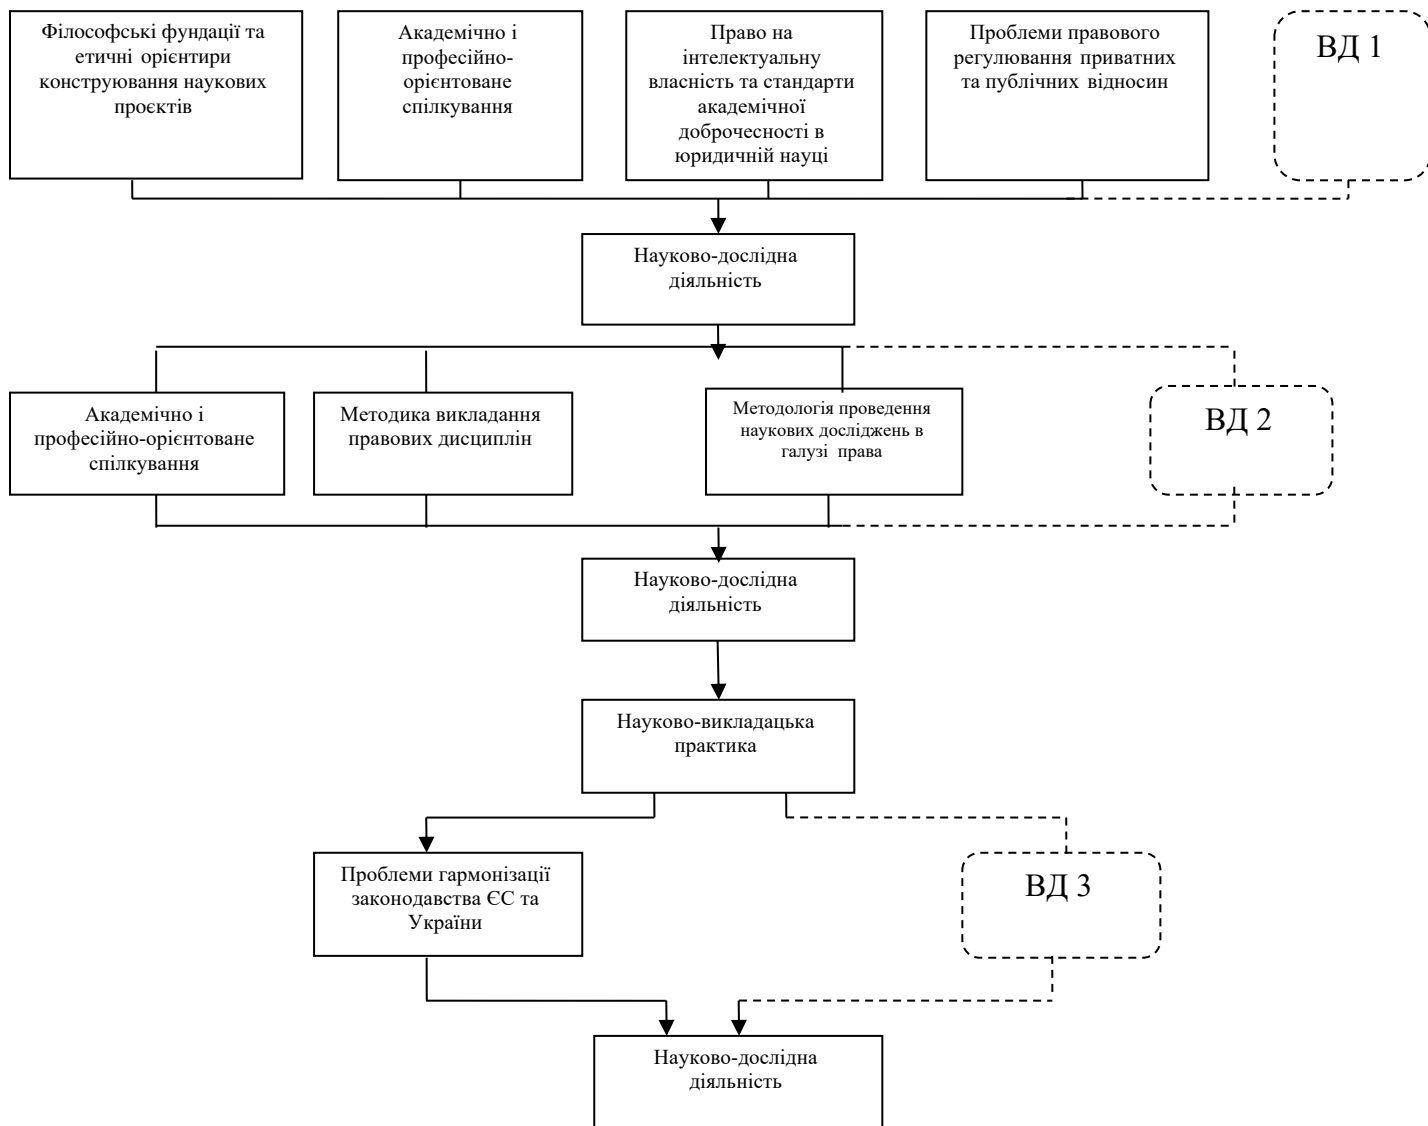 Філософські фундації та
етичні орієнтири
конструювання наукових
проєктів
Академічно і
професійно-
орієнтоване
спілкування
Право на
інтелектуальну
власність та стандарти
академічної
доброчесності в
юридичній науці
Проблеми правового
регулювання приватних
та публічних відносин
ВД 1
Науково-дослідна
діяльність
Академічно і
професійно-орієнтоване
спілкування
Методика викладання
правових дисциплін
Методологія проведення
наукових досліджень в
галузі права
ВД 2
Науково-дослідна
діяльність
Науково-викладацька
практика
Проблеми гармонізації
законодавства ЄС та
України
ВД 3
Науково-дослідна
діяльність